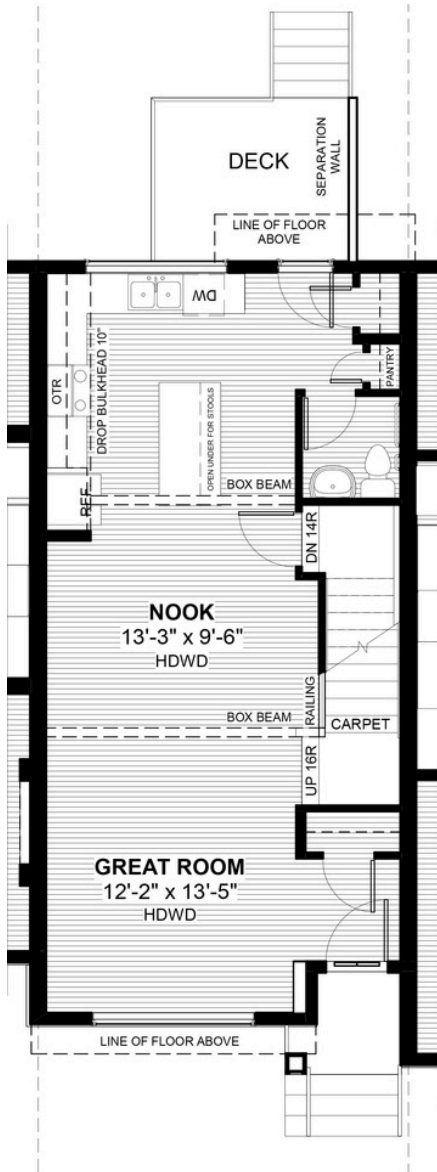 DECK
SEPARATION
WALL
LINE OF FLOOR
ABOVE
DW
OTR
DROP BULKHEAD 10"
PANTRY
OPEN UNDER FOR STOOLS
REF
BOX BEAM
DN 14R
NOOK
13'-3" x 9'-6"
HDWD
RAILING
BOX BEAM
CARPET
UP 16R
GREAT ROOM
12'-2" x 13'-5"
HDWD
LINE OF FLOOR ABOVE